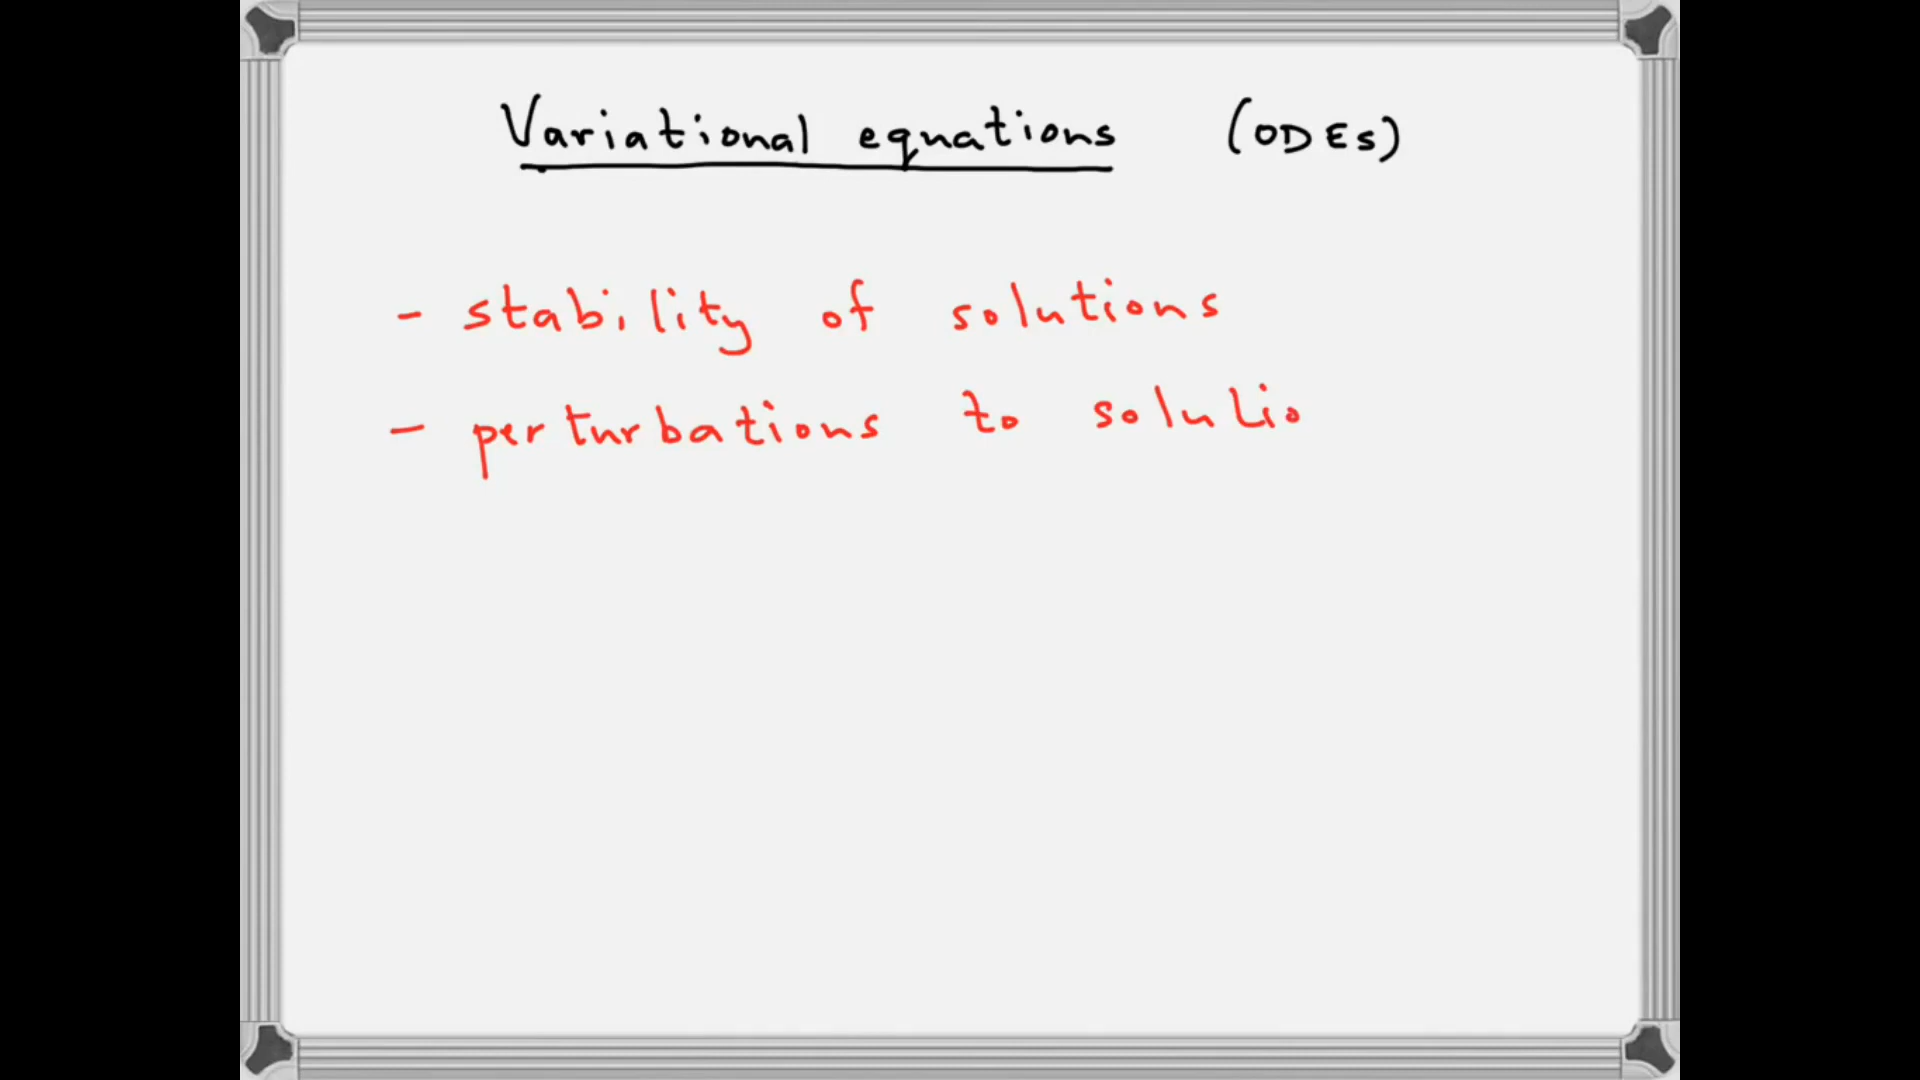 Variational equations (ODEs)
- stability of solutions
- perturbations to solutio